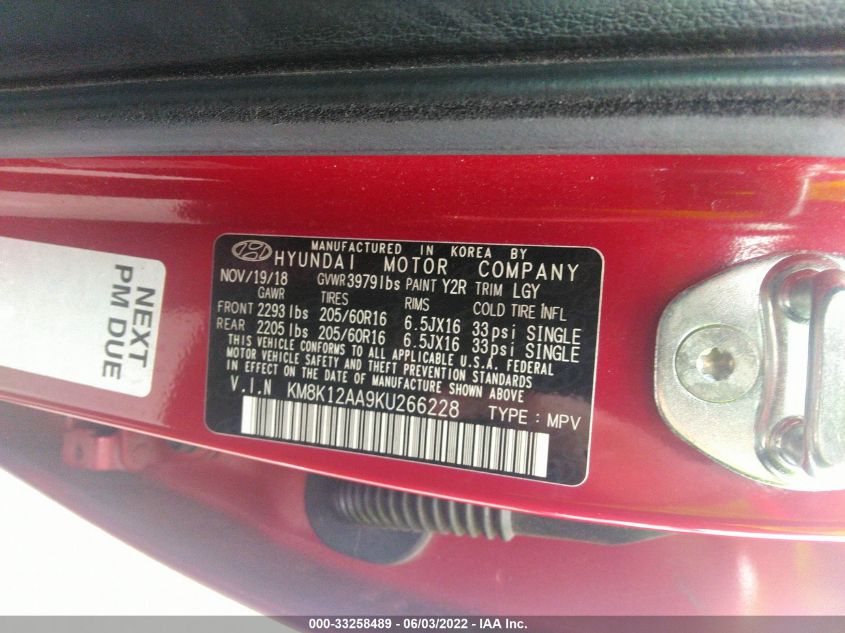 MANUFACTURED IN KOREA BY
HYUNDAI MOTOR COMPANY
NOV/19/18 GVWR 3979lbs PAINT Y2R TRIM LGY
GAWR TIRES RIMS COLD TIRE INFL
FRONT 2293lbs 205/60R16 6.5JX16 33psi SINGLE
REAR 2205lbs 205/60R16 6.5JX16 33psi SINGLE
THIS VEHICLE CONFORMS TO ALL APPLICABLE U.S.A. FEDERAL
MOTOR VEHICLE SAFETY AND THEFT PREVENTION STANDARDS
IN EFFECT ON THE DATE OF MANUFACTURE SHOWN ABOVE
V.I.N KM8K12AA9KU266228 TYPE : MPV
NEXT
PM DUE
000-33258489 - 06/03/2022 - IAA Inc.